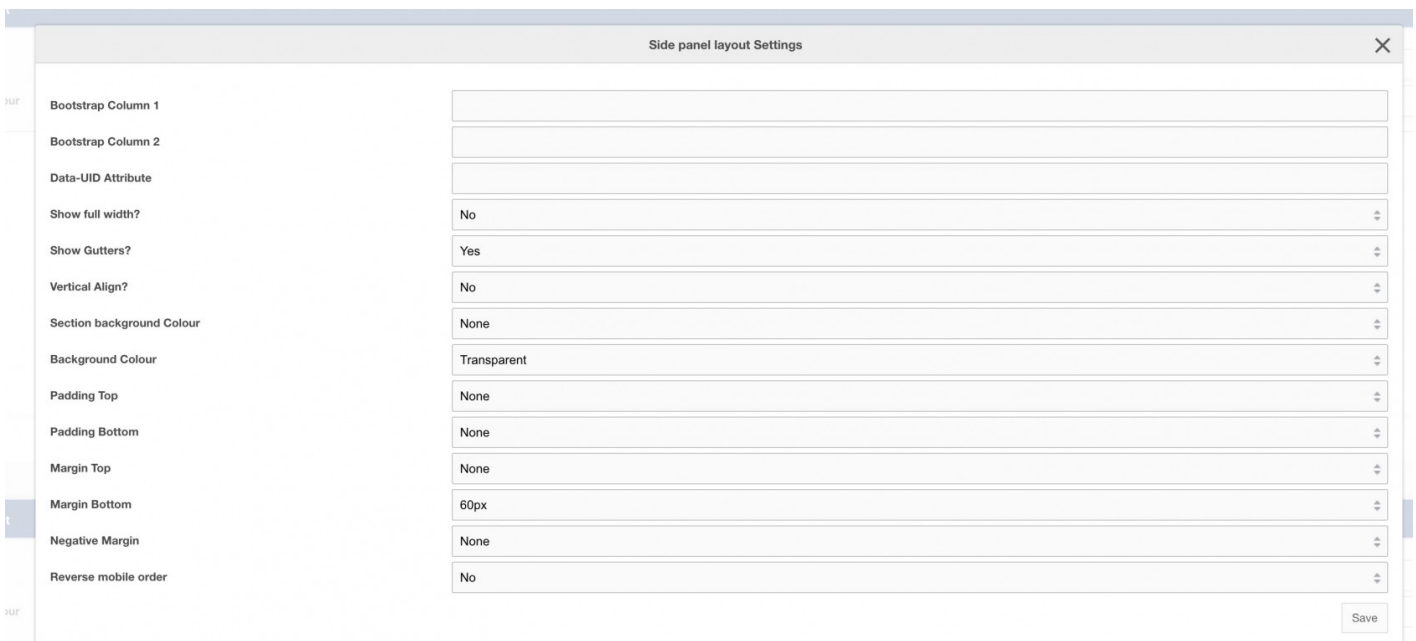 Side panel layout Settings
Bootstrap Column 1
Bootstrap Column 2
Data-UID Attribute
Show full width? No
Show Gutters? Yes
Vertical Align? No
Section background Colour None
Background Colour Transparent
Padding Top None
Padding Bottom None
Margin Top None
Margin Bottom 60px
Negative Margin None
Reverse mobile order No
Save